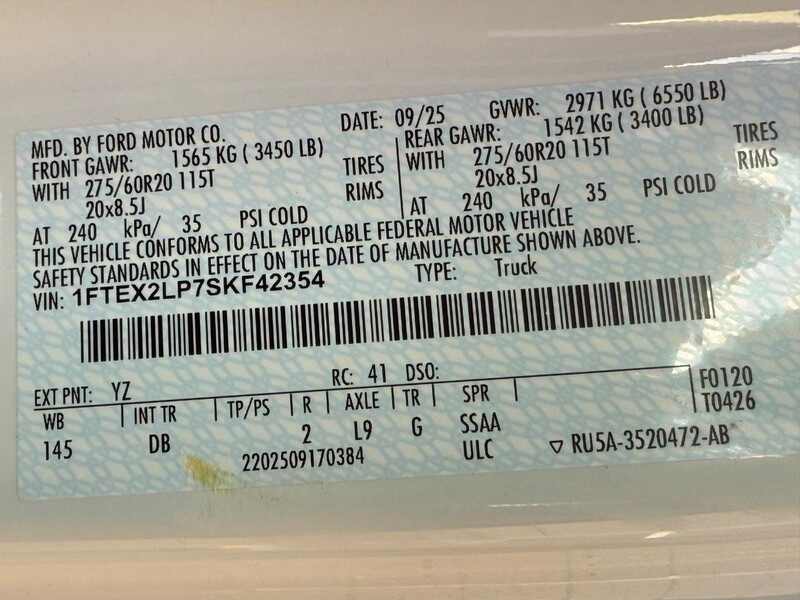 MFD. BY FORD MOTOR CO. DATE: 09/25 GVWR: 2971 KG ( 6550 LB)
FRONT GAWR: 1565 KG ( 3450 LB) REAR GAWR: 1542 KG ( 3400 LB)
WITH 275/60R20 115T TIRES WITH 275/60R20 115T TIRES
20x8.5J RIMS 20x8.5J RIMS
AT 240 kPa/ 35 PSI COLD AT 240 kPa/ 35 PSI COLD
THIS VEHICLE CONFORMS TO ALL APPLICABLE FEDERAL MOTOR VEHICLE
SAFETY STANDARDS IN EFFECT ON THE DATE OF MANUFACTURE SHOWN ABOVE.
VIN: 1FTEX2LP7SKF42354 TYPE: Truck
EXT PNT: YZ RC: 41 DSO:
WB INT TR TP/PS R AXLE TR SPR F0120
145 DB 2 L9 G SSAA T0426
2202509170384 ULC RU5A-3520472-AB